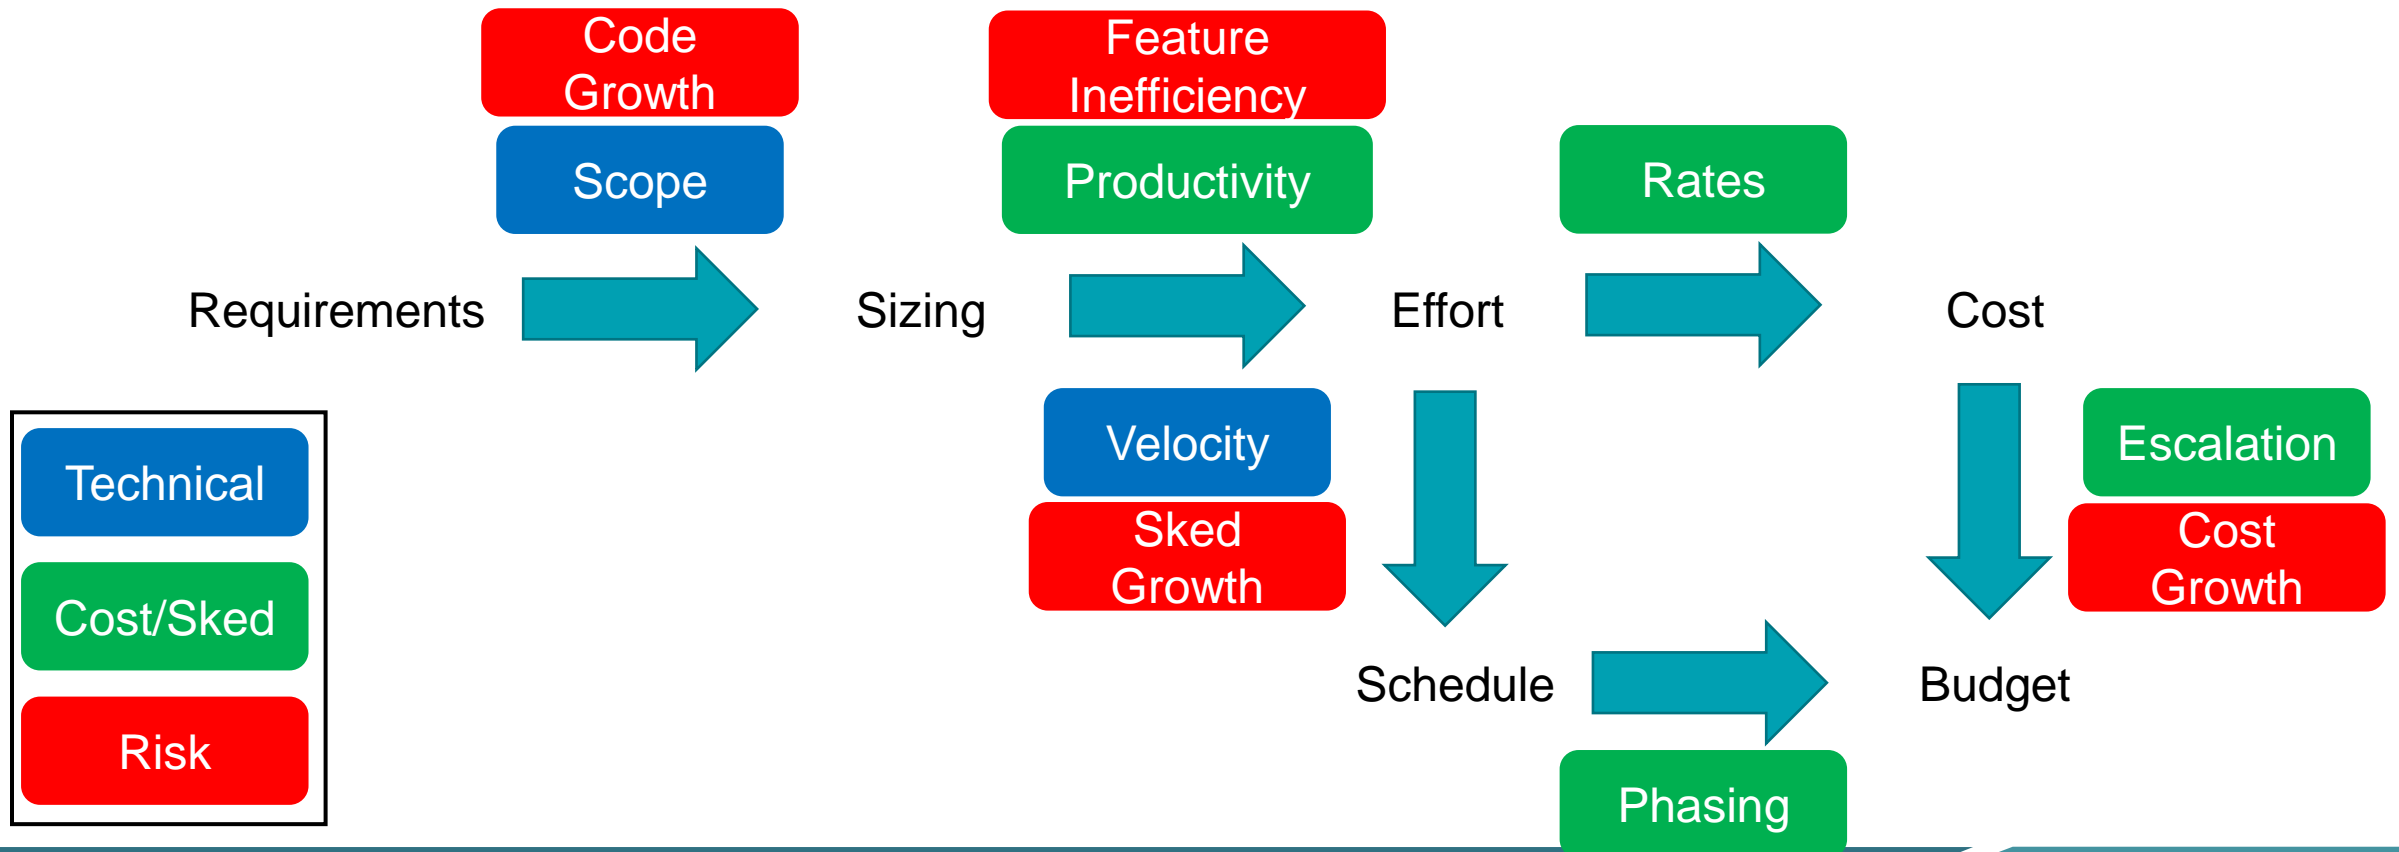 Code
Growth
Feature
Inefficiency
Scope
Productivity
Rates
Requirements
Sizing
Effort
Cost
Technical
Cost/Sked
Risk
Velocity
Sked
Growth
Escalation
Cost
Growth
Schedule
Budget
Phasing